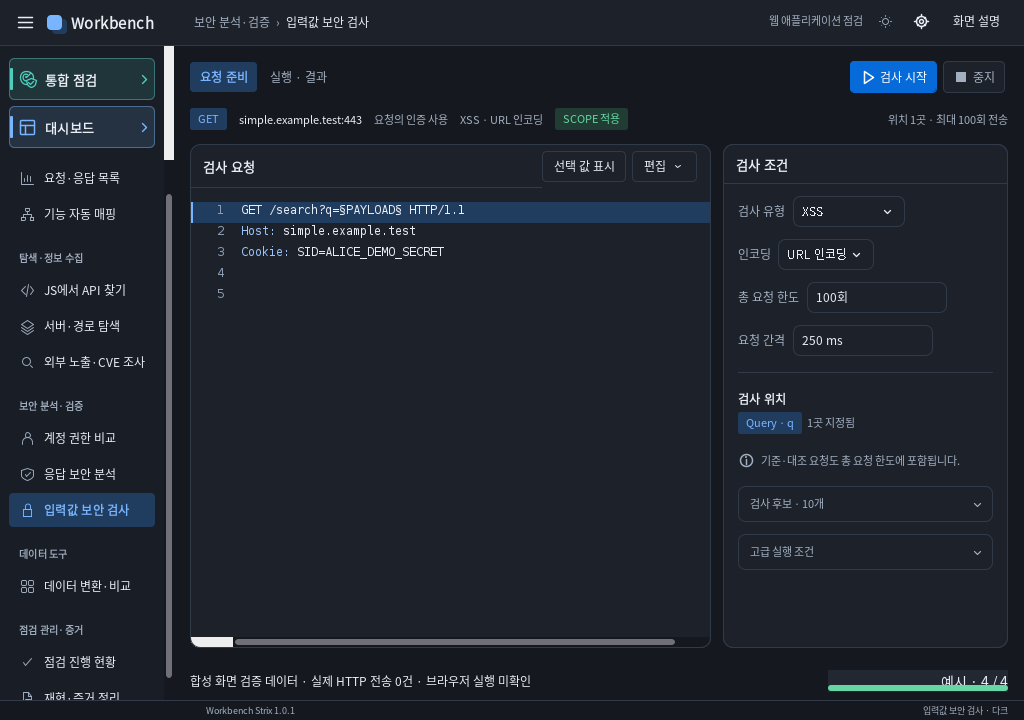 Workbench
보안 분석·검증 › 입력값 보안 검사
웹 애플리케이션 점검
화면 설명
통합 점검
대시보드
요청·응답 목록
기능 자동 매핑
탐색·정보 수집
JS에서 API 찾기
서버·경로 탐색
외부 노출·CVE 조사
보안 분석·검증
계정 권한 비교
응답 보안 분석
입력값 보안 검사
데이터 도구
데이터 변환·비교
점검 관리·증거
점검 진행 현황
재현·증거 정리
요청 준비
실행 · 결과
검사 시작
중지
GET
simple.example.test:443
요청의 인증 사용
XSS · URL 인코딩
SCOPE 적용
위치 1곳 · 최대 100회 전송
검사 요청
선택 값 표시
편집
1 GET /search?q=§PAYLOAD§ HTTP/1.1
2 Host: simple.example.test
3 Cookie: SID=ALICE_DEMO_SECRET
4
5
검사 조건
검사 유형 XSS
인코딩 URL 인코딩
총 요청 한도 100회
요청 간격 250 ms
검사 위치
Query · q 1곳 지정됨
기준·대조 요청도 총 요청 한도에 포함됩니다.
검사 후보 · 10개
고급 실행 조건
합성 화면 검증 데이터 · 실제 HTTP 전송 0건 · 브라우저 실행 미확인
예시 · 4 / 4
Workbench Strix 1.0.1
입력값 보안 검사 · 다크